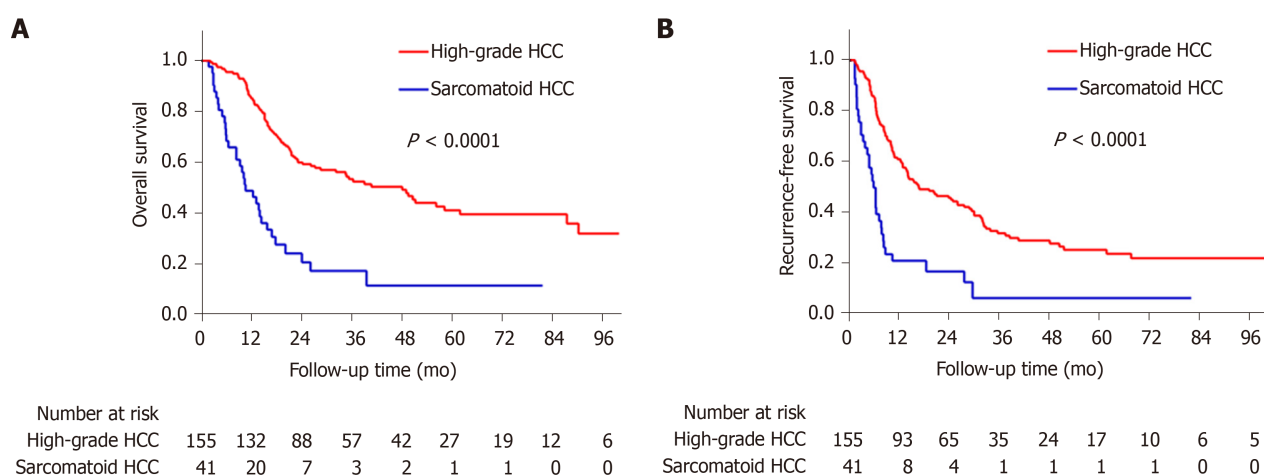 A
High-grade HCC
Sarcomatoid HCC
P < 0.0001
Overall survival
1.0
0.8
0.6
0.4
0.2
0.0
0 12 24 36 48 60 72 84 96
Follow-up time (mo)
Number at risk
High-grade HCC 155 132 88 57 42 27 19 12 6
Sarcomatoid HCC 41 20 7 3 2 1 1 0 0
B
High-grade HCC
Sarcomatoid HCC
P < 0.0001
Recurrence-free survival
1.0
0.8
0.6
0.4
0.2
0.0
0 12 24 36 48 60 72 84 96
Follow-up time (mo)
Number at risk
High-grade HCC 155 93 65 35 24 17 10 6 5
Sarcomatoid HCC 41 8 4 1 1 1 1 0 0